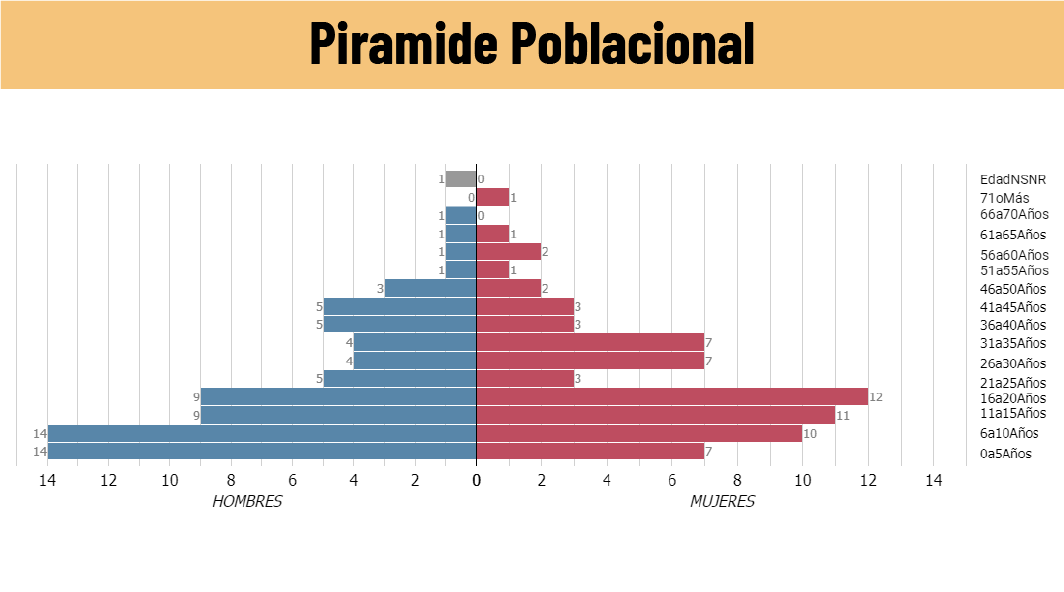 Piramide Poblacional
1 0 EdadNSNR
0 1 71oMás
1 0 66a70Años
1 1 61a65Años
1 2 56a60Años
1 1 51a55Años
3 2 46a50Años
5 3 41a45Años
5 3 36a40Años
4 7 31a35Años
4 7 26a30Años
5 3 21a25Años
9 12 16a20Años
9 11 11a15Años
14 10 6a10Años
14 7 0a5Años
14 12 10 8 6 4 2 0 2 4 6 8 10 12 14
HOMBRES MUJERES